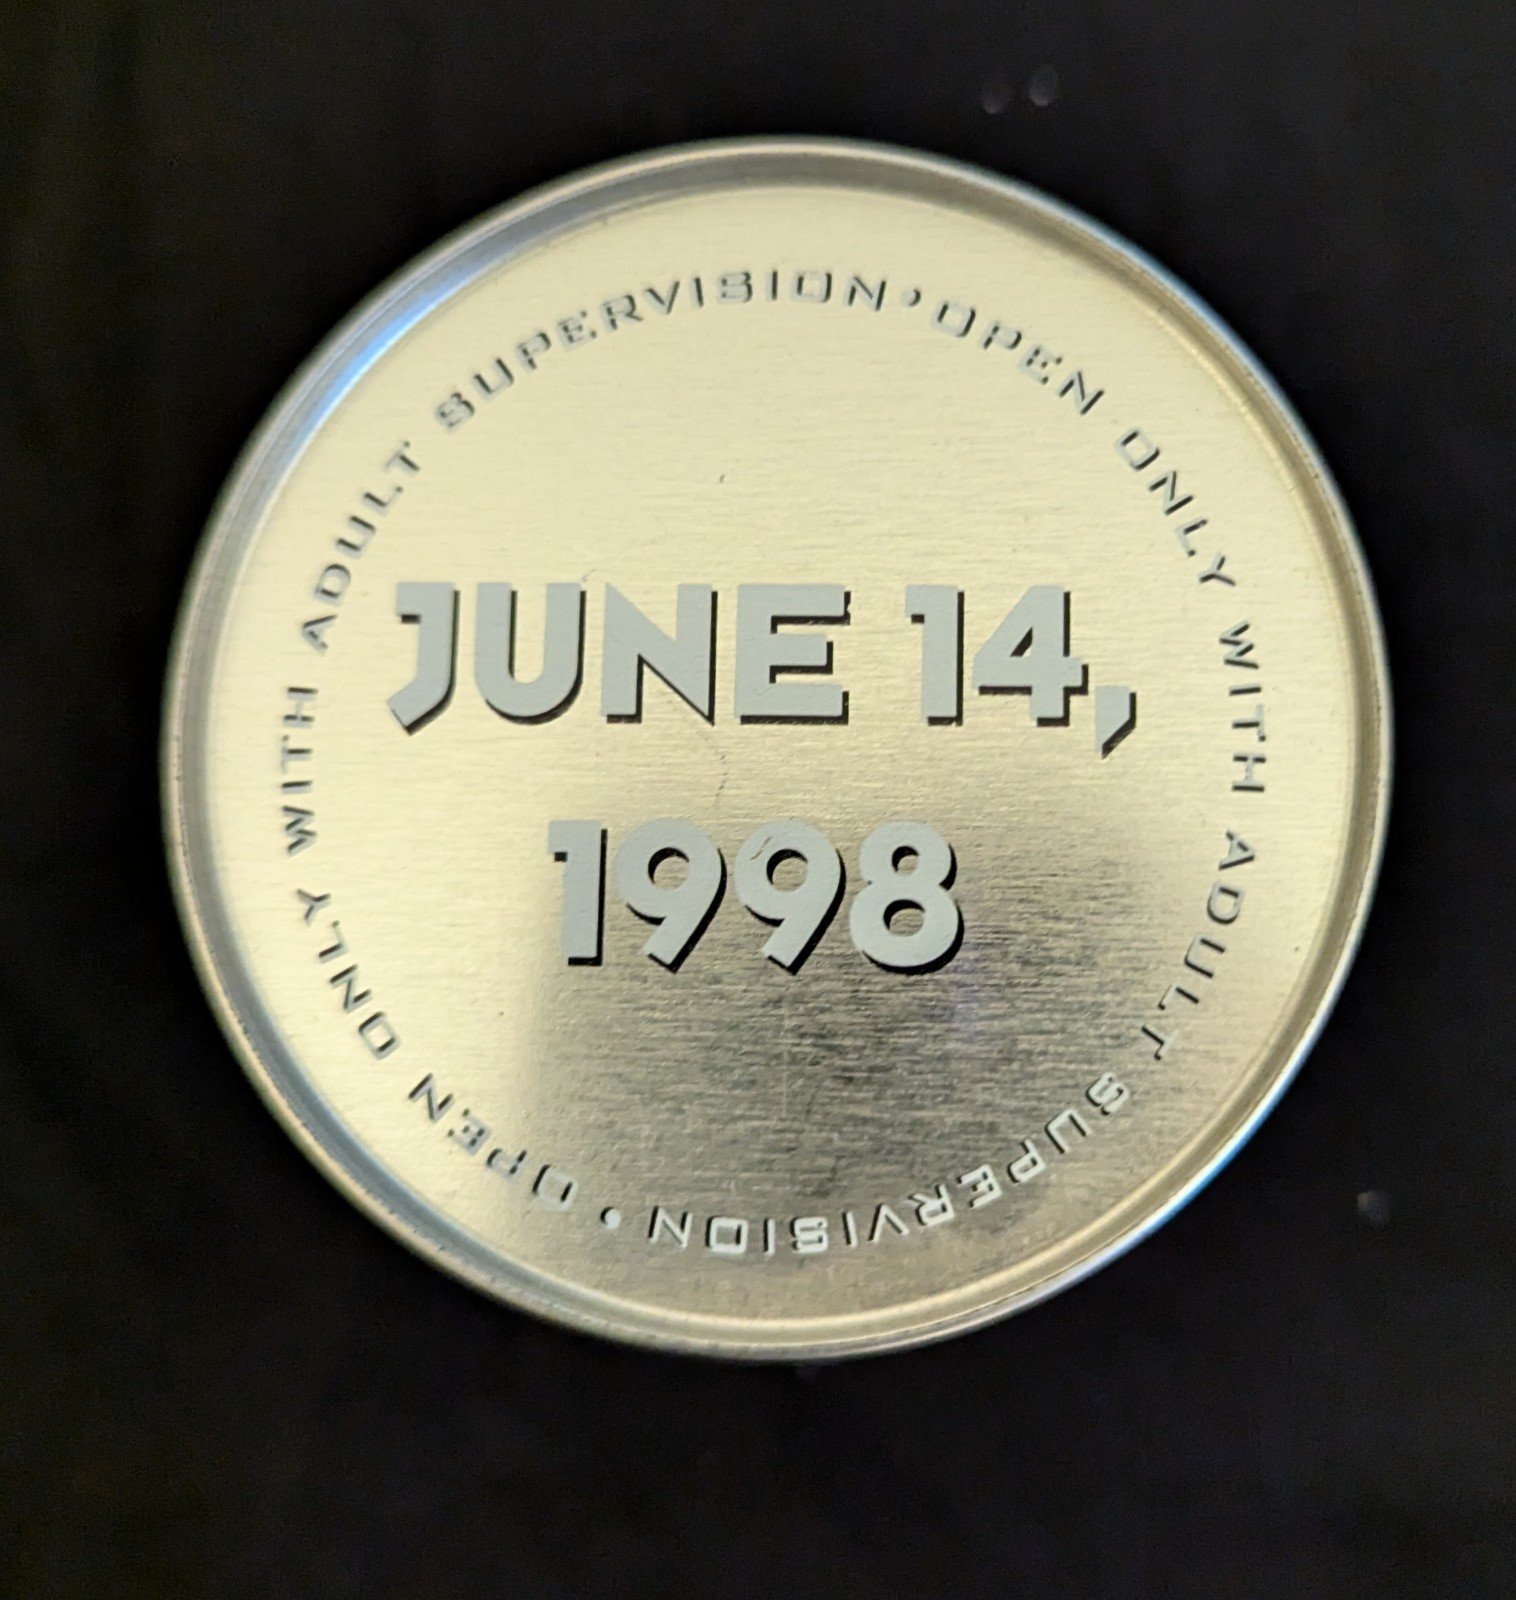 OPEN ONLY WITH ADULT SUPERVISION • OPEN ONLY WITH ADULT SUPERVISION •
JUNE 14,
1998